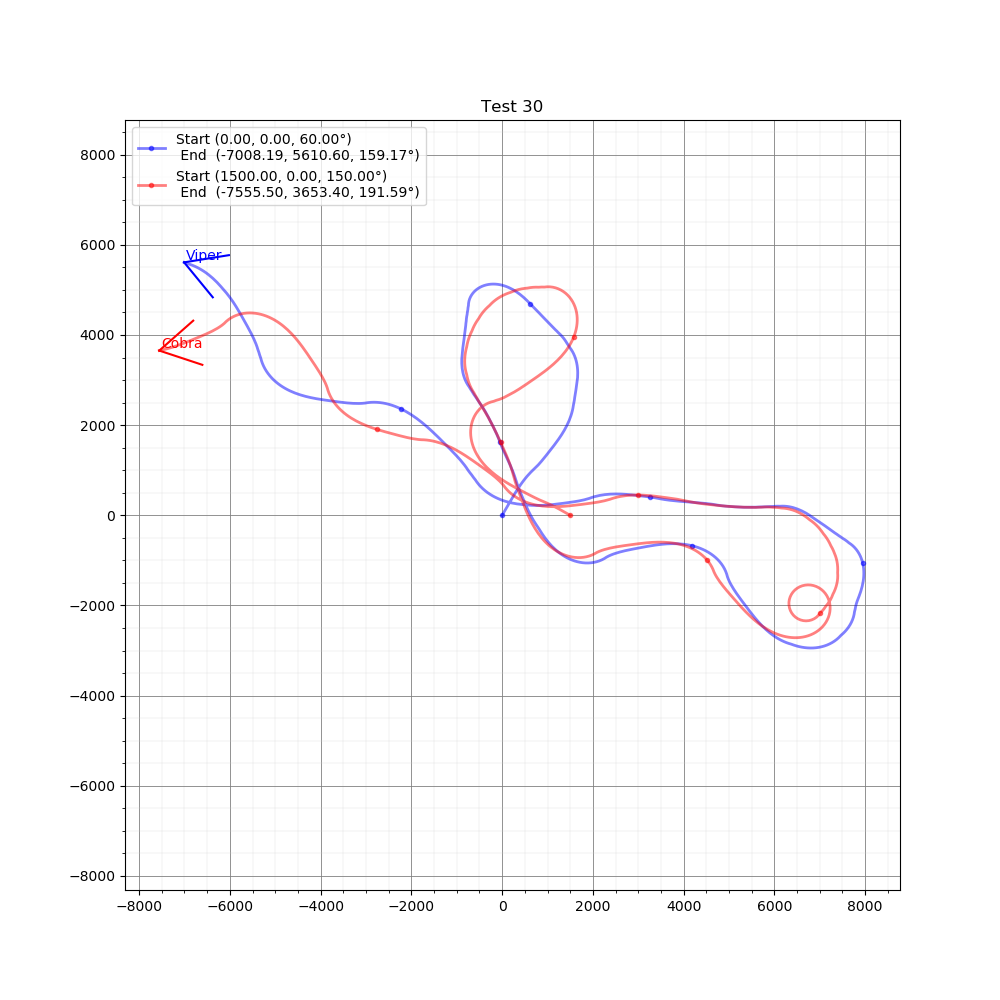 Test 30
Start (0.00, 0.00, 60.00°)
End (-7008.19, 5610.60, 159.17°)
Start (1500.00, 0.00, 150.00°)
End (-7555.50, 3653.40, 191.59°)
8000
6000
4000
2000
0
−2000
−4000
−6000
−8000
Viper
Cobra
−8000 −6000 −4000 −2000 0 2000 4000 6000 8000